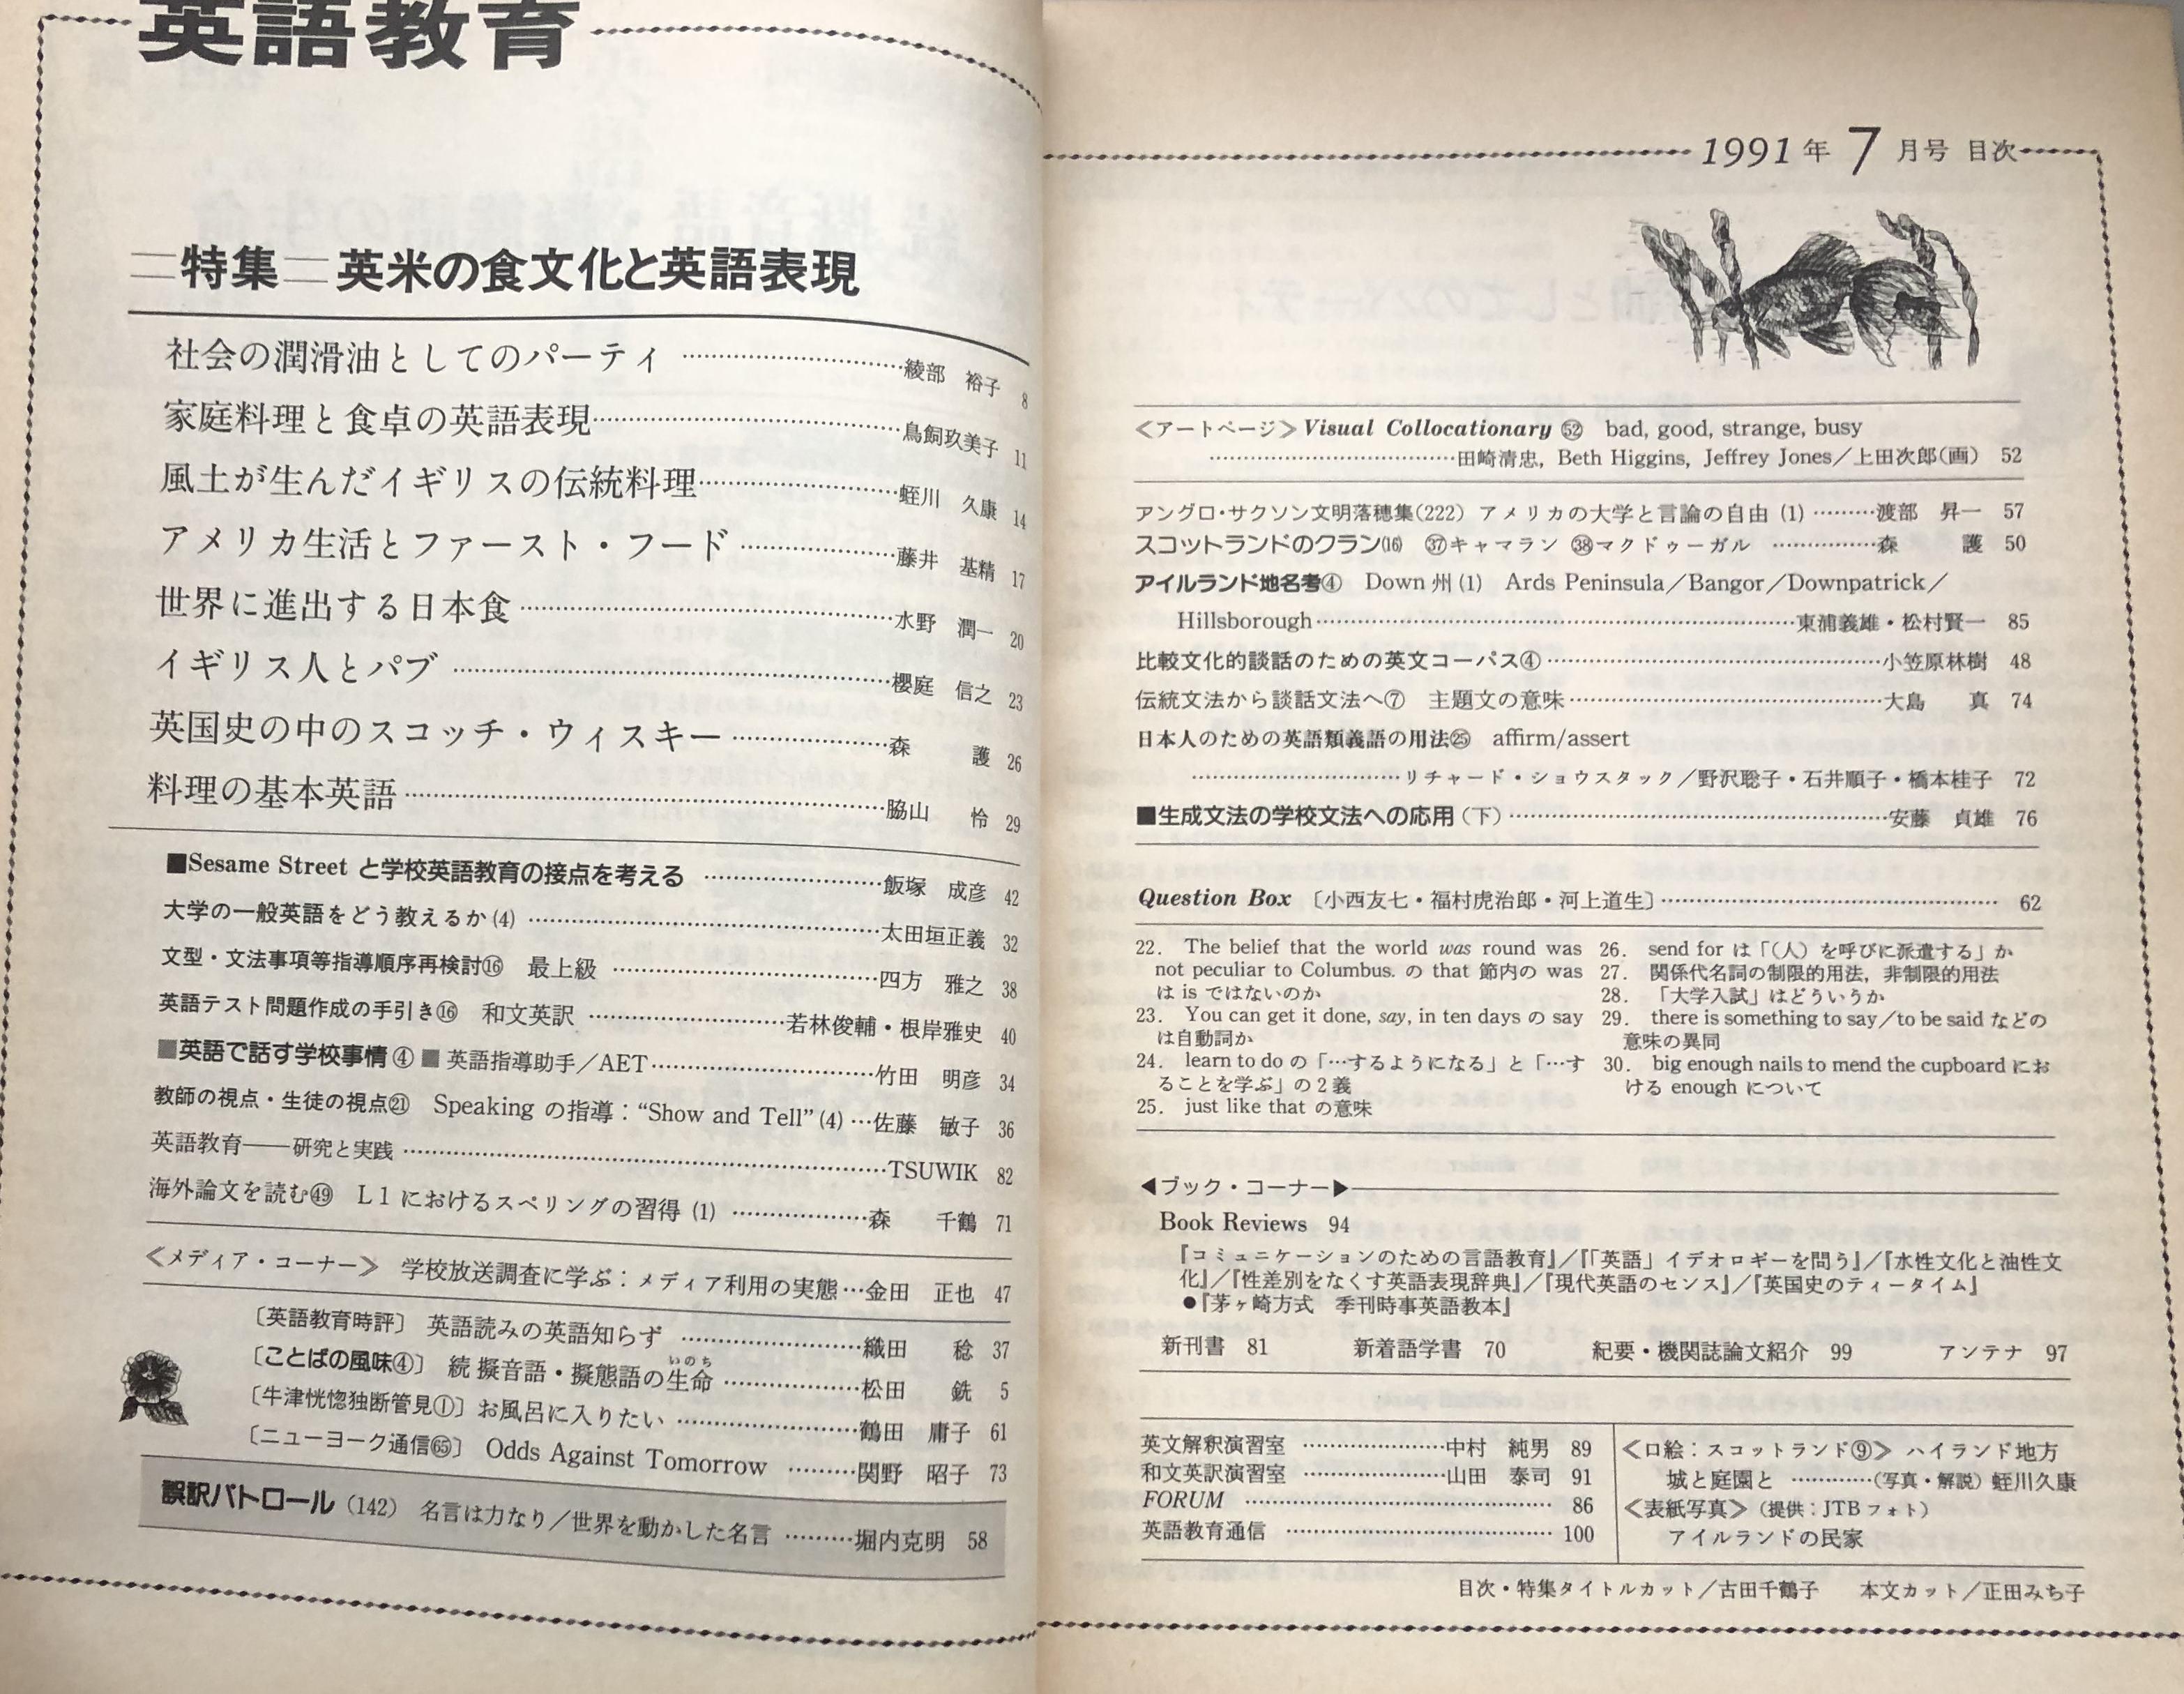 英語教育
特集 英米の食文化と英語表現
社会の潤滑油としてのパーティ ……綾部 裕子 8
家庭料理と食卓の英語表現……鳥飼玖美子 11
風土が生んだイギリスの伝統料理……蛭川 久康 14
アメリカ生活とファースト・フード……藤井 基精 17
世界に進出する日本食……水野 潤一 20
イギリス人とパブ……櫻庭 信之 23
英国史の中のスコッチ・ウィスキー……森 護 26
料理の基本英語……脇山 怜 29
■Sesame Street と学校英語教育の接点を考える ……飯塚 成彦 42
大学の一般英語をどう教えるか(4) ……太田垣正義 32
文型・文法事項等指導順序再検討⑯ 最上級 ……四方 雅之 38
英語テスト問題作成の手引き⑯ 和文英訳 ……若林俊輔・根岸雅史 40
■英語で話す学校事情④■英語指導助手／AET……竹田 明彦 34
教師の視点・生徒の視点㉑ Speaking の指導：“Show and Tell”(4)…佐藤 敏子 36
英語教育――研究と実践……TSUWIK 82
海外論文を読む㊾ L1におけるスペリングの習得 (1) ……森 千鶴 71
≪メディア・コーナー≫ 学校放送調査に学ぶ：メディア利用の実態…金田 正也 47
〔英語教育時評〕 英語読みの英語知らず ……織田 稔 37
〔ことばの風味④〕 続 擬音語・擬態語の生命(いのち)……松田 銑 5
〔牛津恍惚独断管見①〕お風呂に入りたい……鶴田 庸子 61
〔ニューヨーク通信65〕 Odds Against Tomorrow ……関野 昭子 73
誤訳パトロール (142) 名言は力なり／世界を動かした名言 ……堀内克明 58
1991年 7月号 目次
≪アートページ≫Visual Collocationary 52 bad, good, strange, busy
……田崎清忠, Beth Higgins, Jeffrey Jones／上田次郎(画) 52
アングロ・サクソン文明落穂集(222) アメリカの大学と言論の自由 (1) ……渡部 昇一 57
スコットランドのクラン⒃ ㊲キャマラン ㊳マクドゥーガル ……森 護 50
アイルランド地名考④ Down 州 (1) Ards Peninsula／Bangor／Downpatrick／
Hillsborough……東浦義雄・松村賢一 85
比較文化的談話のための英文コーパス④……小笠原林樹 48
伝統文法から談話文法へ⑦ 主題文の意味……大島 真 74
日本人のための英語類義語の用法㉕ affirm/assert
……リチャード・ショウスタック／野沢聡子・石井順子・橋本桂子 72
■生成文法の学校文法への応用(下)……安藤 貞雄 76
Question Box 〔小西友七・福村虎治郎・河上道生〕…… 62
22. The belief that the world was round was
not peculiar to Columbus. の that 節内の was
は is ではないのか
23. You can get it done, say, in ten days の say
は自動詞か
24. learn to do の「…するようになる」と「…す
ることを学ぶ」の2義
25. just like that の意味
26. send for は「(人) を呼びに派遣する」か
27. 関係代名詞の制限的用法，非制限的用法
28. 「大学入試」はどういうか
29. there is something to say／to be said などの
意味の異同
30. big enough nails to mend the cupboard にお
ける enough について
◀ブック・コーナー▶
Book Reviews 94
『コミュニケーションのための言語教育』／『「英語」イデオロギーを問う』／『水性文化と油性文
化』／『性差別をなくす英語表現辞典』／『現代英語のセンス』／『英国史のティータイム』
●『茅ヶ崎方式 季刊時事英語教本』
新刊書 81 新着語学書 70 紀要・機関誌論文紹介 99 アンテナ 97
英文解釈演習室 ……中村 純男 89
和文英訳演習室 ……山田 泰司 91
FORUM …… 86
英語教育通信 …… 100
≪口絵：スコットランド⑨≫ ハイランド地方
城と庭園と ……(写真・解説) 蛭川久康
≪表紙写真≫ (提供：JTBフォト)
アイルランドの民家
目次・特集タイトルカット／古田千鶴子 本文カット／正田みち子